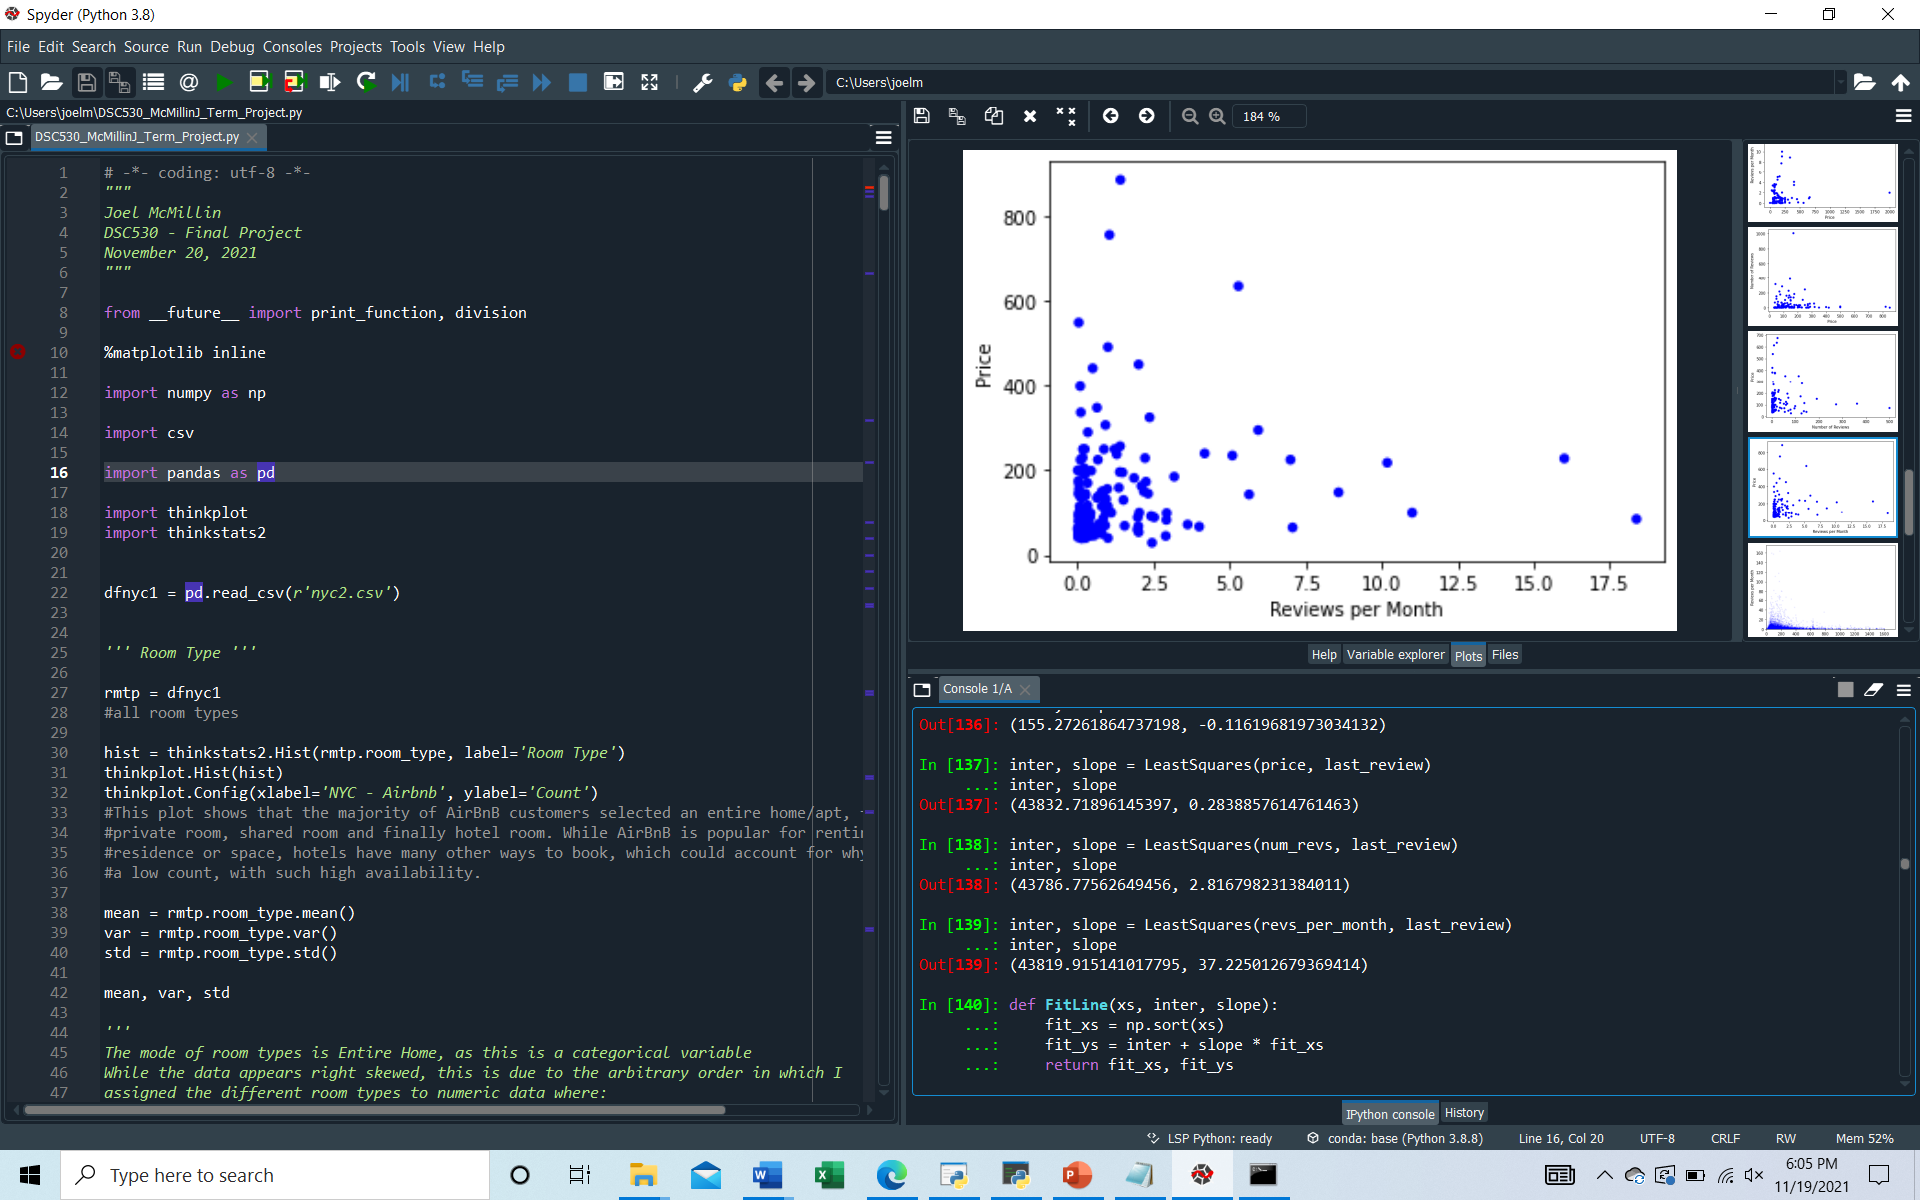 Spyder (Python 3.8)
File Edit Search Source Run Debug Consoles Projects Tools View Help
C:\Users\joelm
C:\Users\joelm\DSC530_McMillinJ_Term_Project.py
DSC530_McMillinJ_Term_Project.py
1 # -*- coding: utf-8 -*-
2 """
3 Joel McMillin
4 DSC530 - Final Project
5 November 20, 2021
6 """
7
8 from __future__ import print_function, division
9
10 %matplotlib inline
11
12 import numpy as np
13
14 import csv
15
16 import pandas as pd
17
18 import thinkplot
19 import thinkstats2
20
21
22 dfnyc1 = pd.read_csv(r'nyc2.csv')
23
24
25 ''' Room Type '''
26
27 rmtp = dfnyc1
28 #all room types
29
30 hist = thinkstats2.Hist(rmtp.room_type, label='Room Type')
31 thinkplot.Hist(hist)
32 thinkplot.Config(xlabel='NYC - Airbnb', ylabel='Count')
33 #This plot shows that the majority of AirBnB customers selected an entire home/apt,
34 #private room, shared room and finally hotel room. While AirBnB is popular for rentin
35 #residence or space, hotels have many other ways to book, which could account for why
36 #a low count, with such high availability.
37
38 mean = rmtp.room_type.mean()
39 var = rmtp.room_type.var()
40 std = rmtp.room_type.std()
41
42 mean, var, std
43
44 '''
45 The mode of room types is Entire Home, as this is a categorical variable
46 While the data appears right skewed, this is due to the arbitrary order in which I
47 assigned the different room types to numeric data where:
184 %
Price
800
600
400
200
0
0.0 2.5 5.0 7.5 10.0 12.5 15.0 17.5
Reviews per Month
Help Variable explorer Plots Files
Console 1/A
Out[136]: (155.27261864737198, -0.11619681973034132)
In [137]: inter, slope = LeastSquares(price, last_review)
...: inter, slope
Out[137]: (43832.71896145397, 0.2838857614761463)
In [138]: inter, slope = LeastSquares(num_revs, last_review)
...: inter, slope
Out[138]: (43786.77562649456, 2.816798231384011)
In [139]: inter, slope = LeastSquares(revs_per_month, last_review)
...: inter, slope
Out[139]: (43819.915141017795, 37.225012679369414)
In [140]: def FitLine(xs, inter, slope):
...: fit_xs = np.sort(xs)
...: fit_ys = inter + slope * fit_xs
...: return fit_xs, fit_ys
IPython console History
LSP Python: ready conda: base (Python 3.8.8) Line 16, Col 20 UTF-8 CRLF RW Mem 52%
Type here to search
6:05 PM
11/19/2021